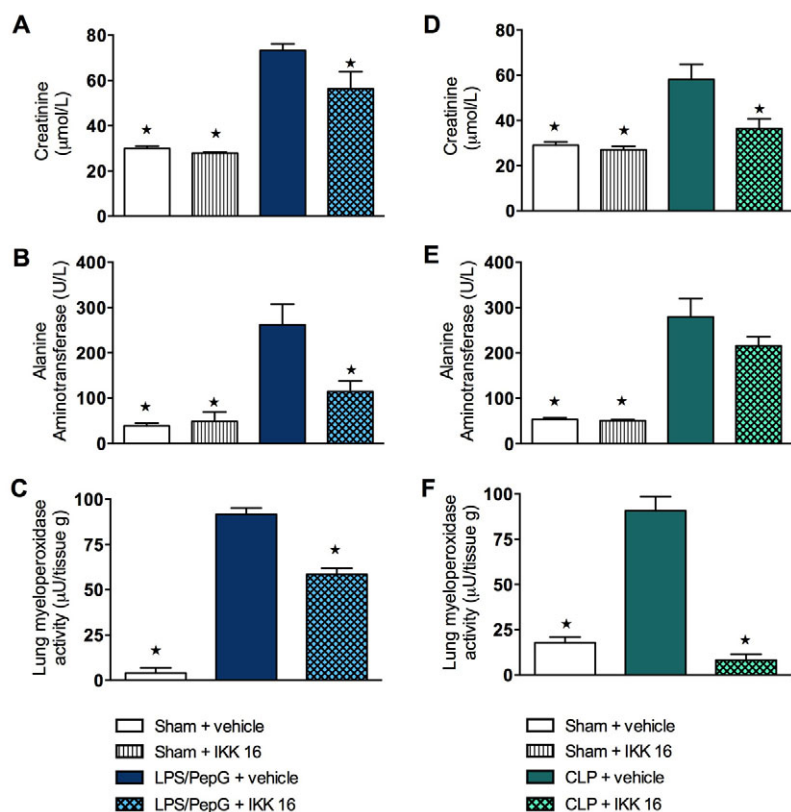 A
Creatinine
(μmol/L)
80
60
40
20
0
★
★
★
B
Alanine
Aminotransferase (U/L)
400
300
200
100
0
★
★
★
C
Lung myeloperoxidase
activity (μU/tissue g)
100
75
50
25
0
★
★
Sham + vehicle
Sham + IKK 16
LPS/PepG + vehicle
LPS/PepG + IKK 16
D
Creatinine
(μmol/L)
80
60
40
20
0
★
★
★
E
Alanine
Aminotransferase (U/L)
400
300
200
100
0
★
★
F
Lung myeloperoxidase
activity (μU/tissue g)
100
75
50
25
0
★
★
Sham + vehicle
Sham + IKK 16
CLP + vehicle
CLP + IKK 16